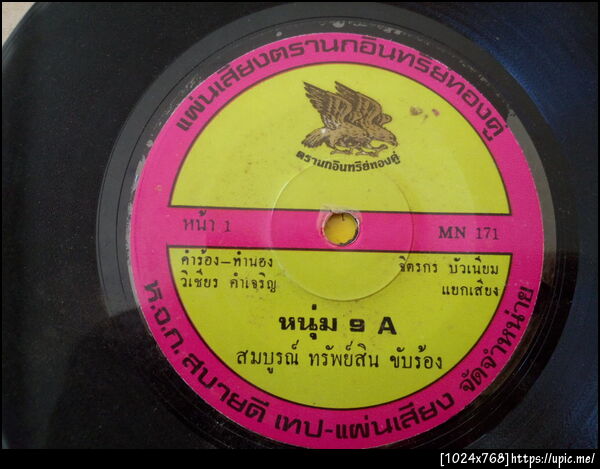 แผ่นเสียงตรานกอินทรีย์ทองคู่
ตรานกอินทรีย์ทองคู่
หน้า 1
MN 171
คำร้อง-ทำนอง
วิเชียร คำเจริญ
จิตรกร บัวเนียม
แยกเสียง
หนุ่ม ๑ A
สมบูรณ์ ทรัพย์สิน ขับร้อง
ห.จ.ก. สบายดี เทป-แผ่นเสียง จัดจำหน่าย
[1024x768]https://upic.me/